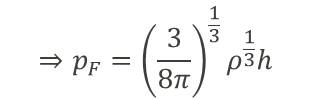 ⇒ p_F = (3/8π)^{1/3} ρ^{1/3} h